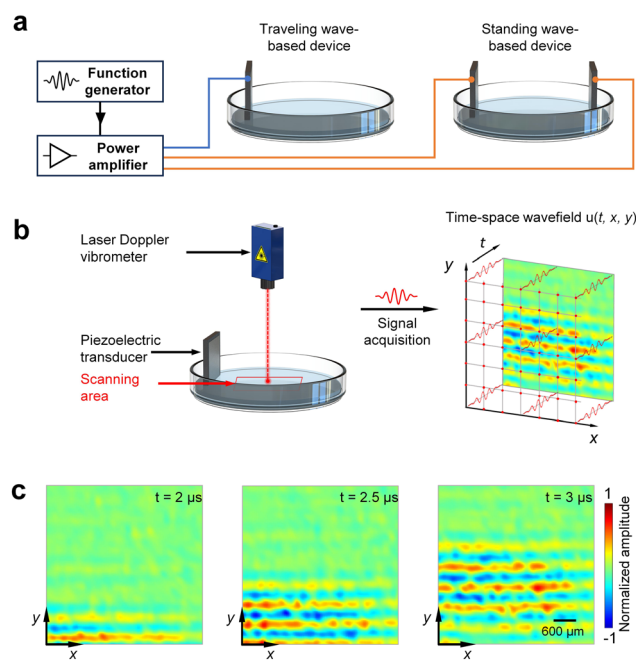 a
Traveling wave-
based device
Standing wave-
based device
Function
generator
Power
amplifier
b
Time-space wavefield u(t, x, y)
Laser Doppler
vibrometer
t
y
Signal
acquisition
Piezoelectric
transducer
Scanning
area
x
c
t = 2 µs
t = 2.5 µs
t = 3 µs
1
Normalized amplitude
-1
600 µm
y
x
y
x
y
x